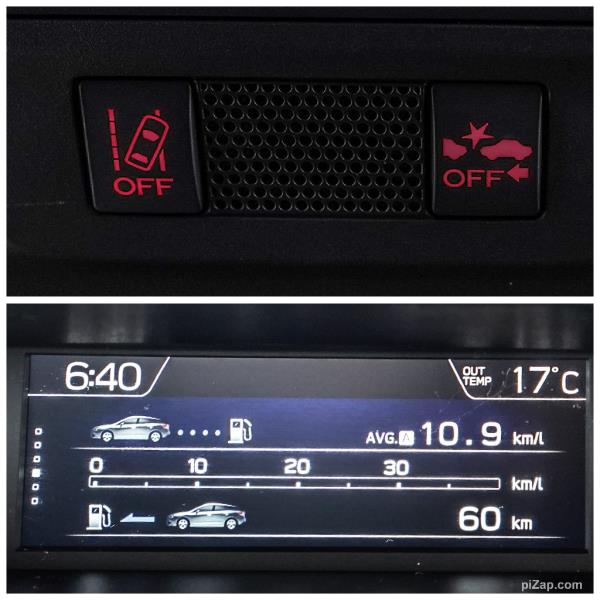 OFF
OFF
6:40
OUT TEMP 17°C
AVG. A 10.9 km/l
0 10 20 30 km/l
60 km
piZap.com